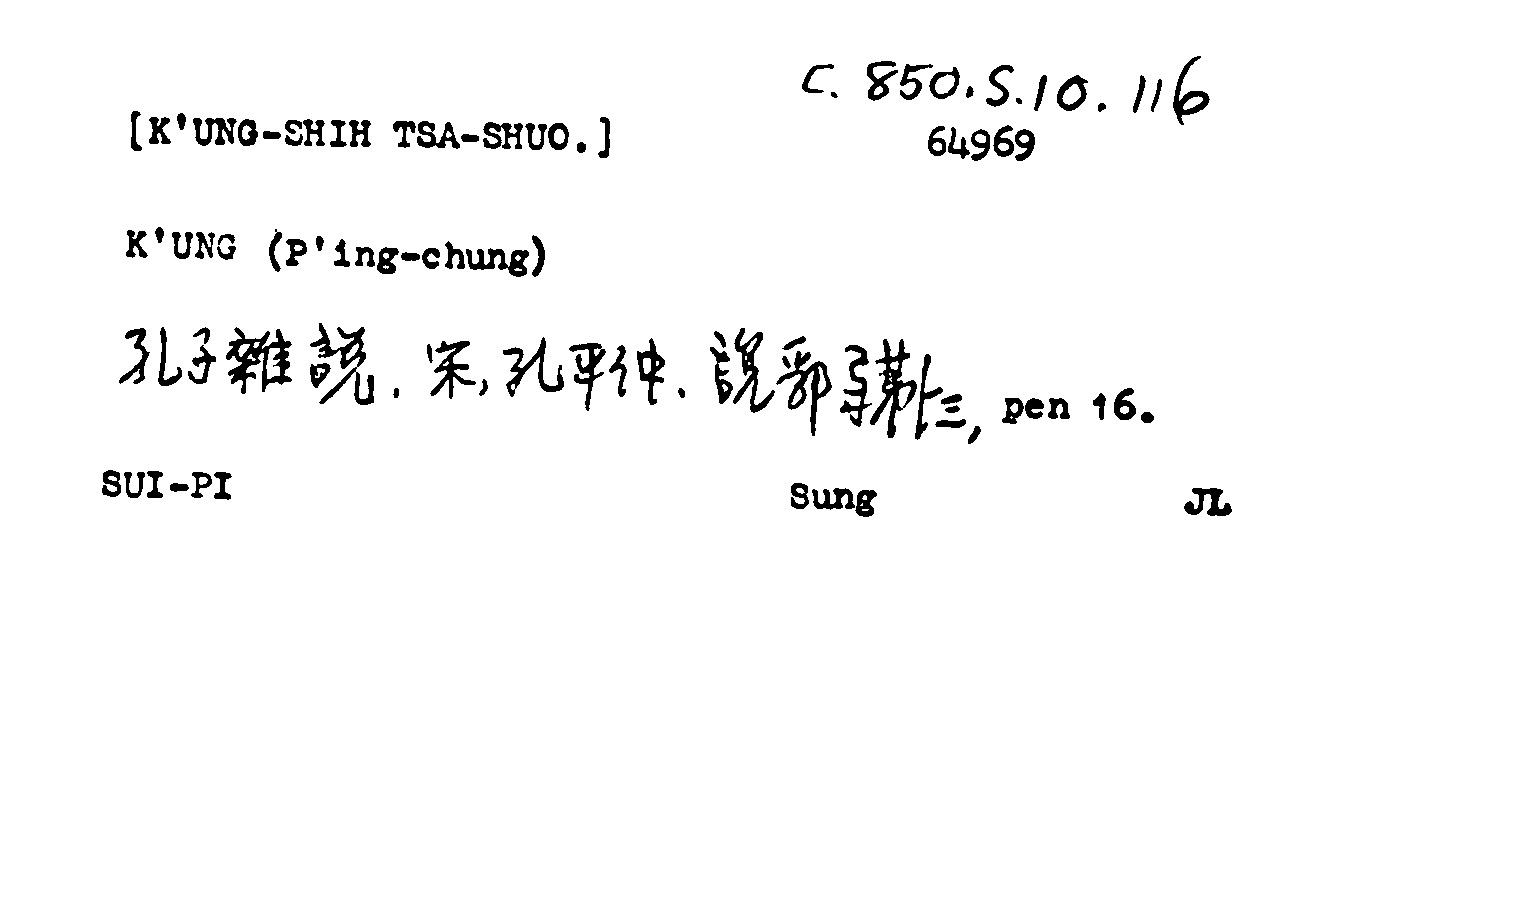 C. 850.S.10.116
[K'UNG-SHIH TSA-SHUO.]
64969
K'UNG (P'ing-chung)
孔子雜說. 宋, 孔平仲. 說郛 第十三, pen 16.
SUI-PI Sung JL